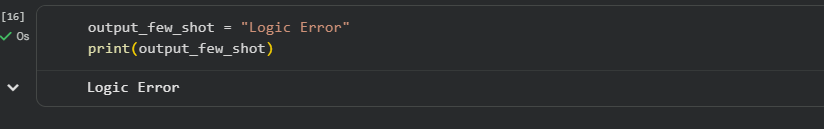 [16]
0s
output_few_shot = "Logic Error"
print(output_few_shot)
Logic Error